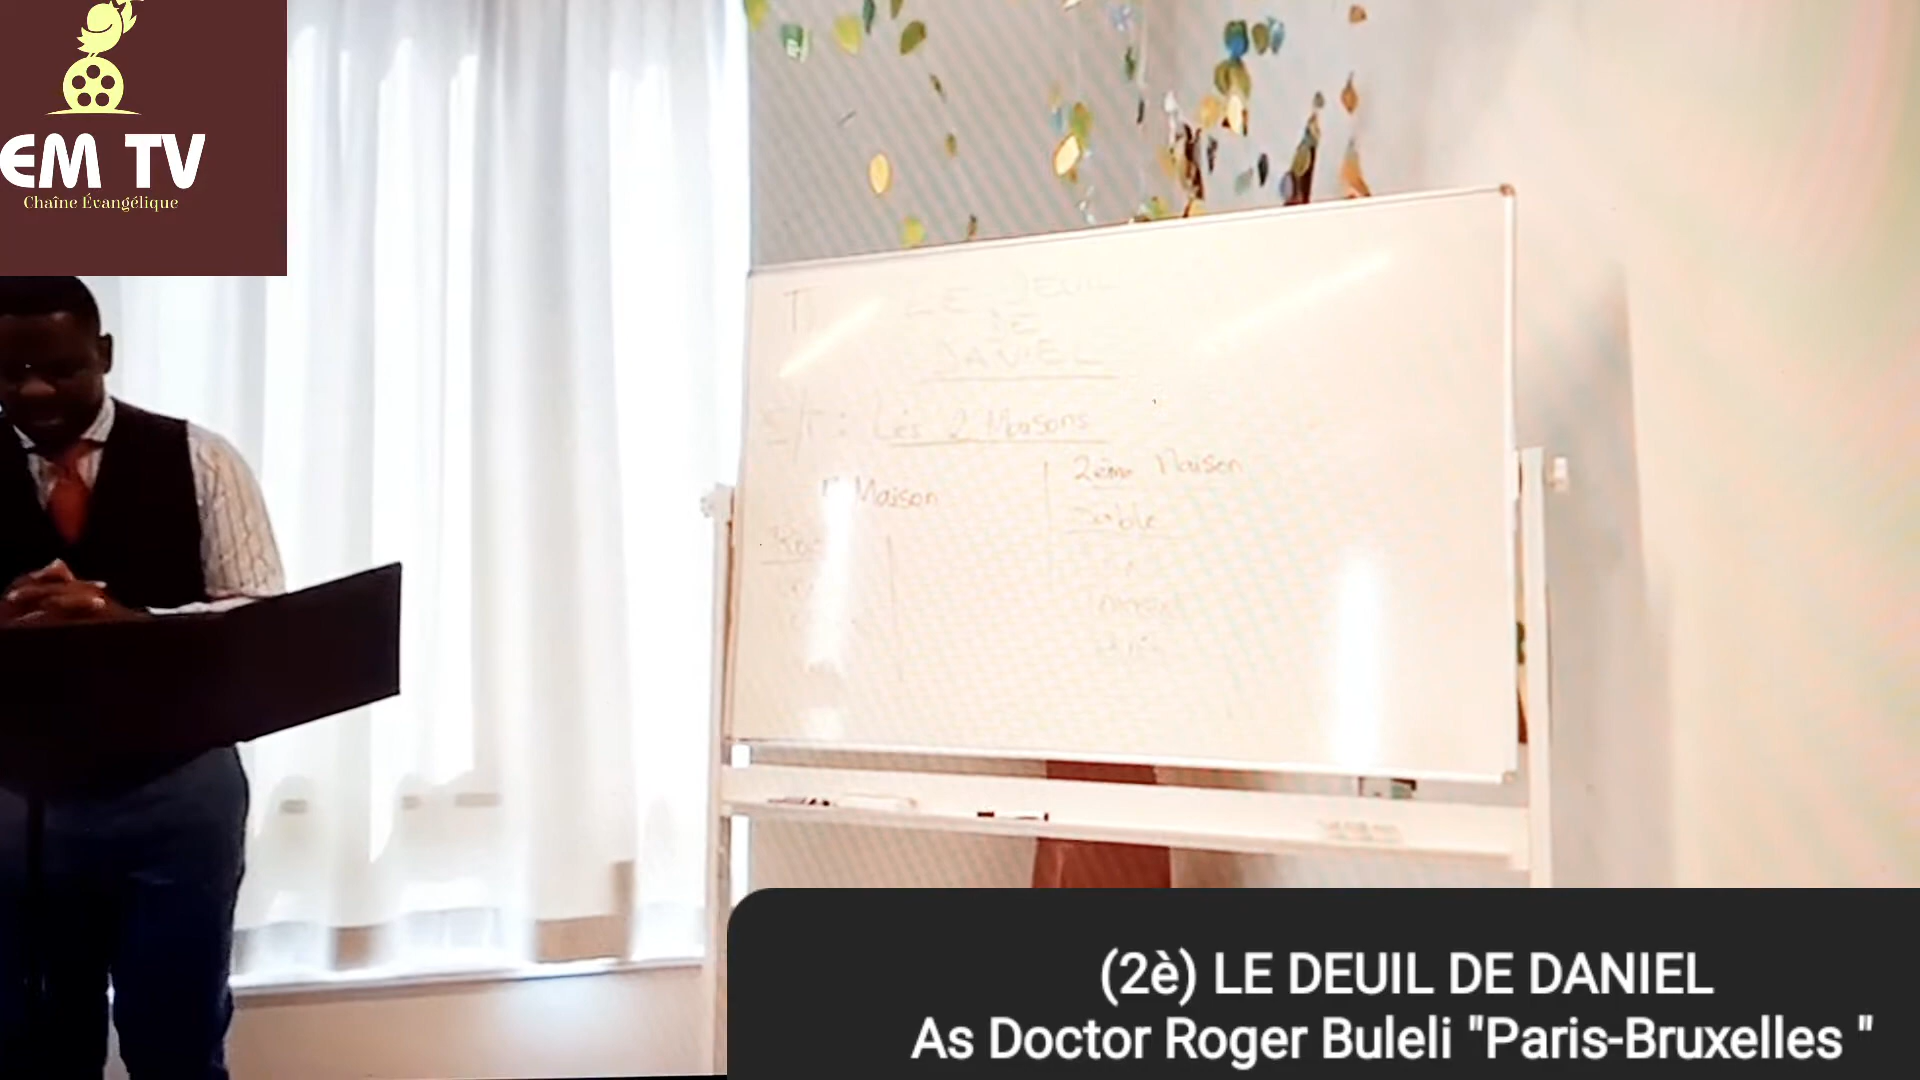 EM TV
Chaîne Évangélique
T
LE DEUIL
DE
DANIEL
S/T : Les 2 Maisons
Maison
2ème Maison
(2è) LE DEUIL DE DANIEL
As Doctor Roger Buleli "Paris-Bruxelles "